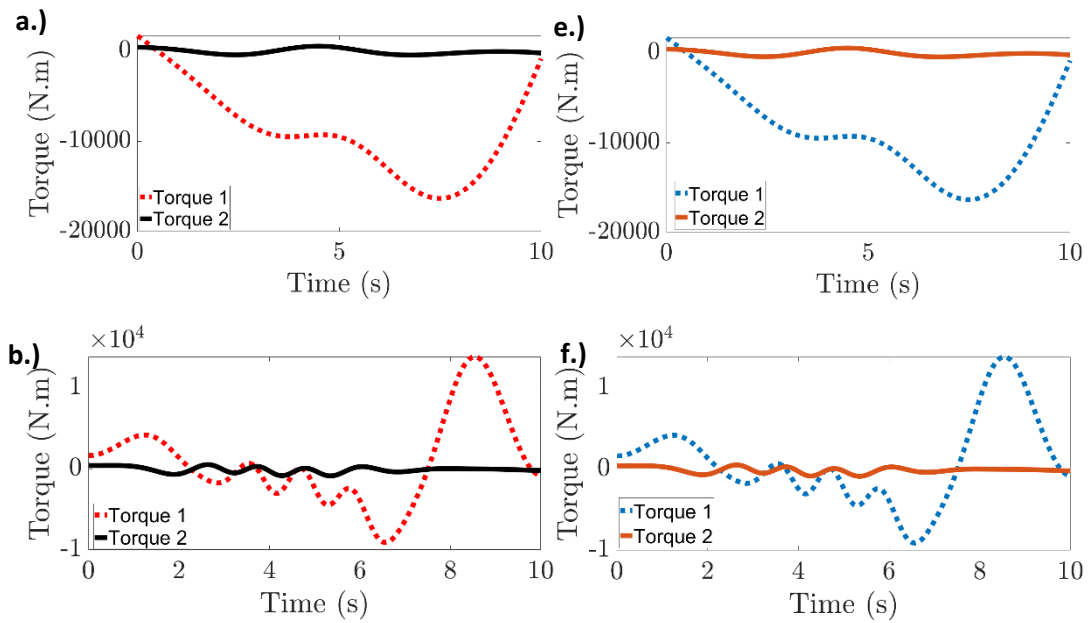 a.)
Torque (N.m)
0
-10000
-20000
Torque 1
Torque 2
0
5
10
Time (s)
e.)
Torque (N.m)
0
-10000
-20000
Torque 1
Torque 2
0
5
10
Time (s)
b.)
×10^4
Torque (N.m)
1
0
-1
Torque 1
Torque 2
0
2
4
6
8
10
Time (s)
f.)
×10^4
Torque (N.m)
1
0
-1
Torque 1
Torque 2
0
2
4
6
8
10
Time (s)